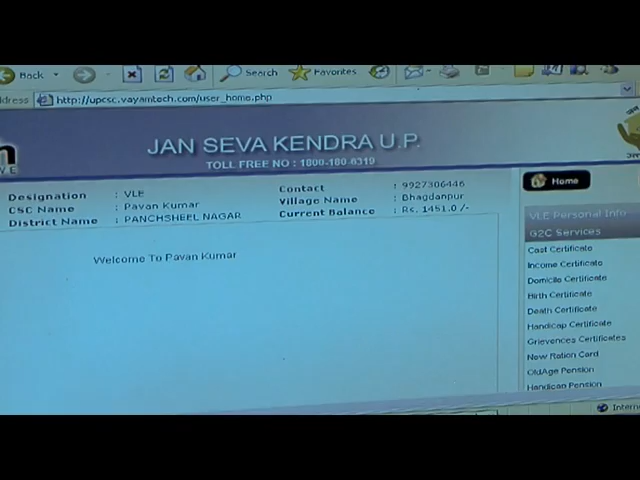 Back Search Favorites
Address http://upcsc.vayamtech.com/user_home.php
JAN SEVA KENDRA U.P.
TOLL FREE NO : 1800-180-6319
Designation : VLE
CSC Name : Pavan Kumar
District Name : PANCHSHEEL NAGAR
Contact : 9927306446
Village Name : Bhagdanpur
Current Balance : Rs. 1451.0 /-
Welcome To Pavan Kumar
Home
VLE Personal Info
G2C Services
Cast Certificate
Income Certificate
Domicile Certificate
Birth Certificate
Death Certificate
Handicap Certificate
Grievences Certificates
New Ration Card
OldAge Pension
Handicap Pension
Intern